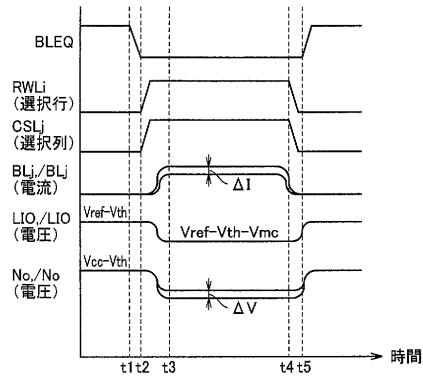 BLEQ
RWLi
(選択行)
CSLj
(選択列)
BLj,/BLj
(電流)
ΔI
LIO,/LIO
(電圧)
Vref-Vth
Vref-Vth-Vmc
No,/No
(電圧)
Vcc-Vth
ΔV
t1 t2 t3 t4 t5
時間